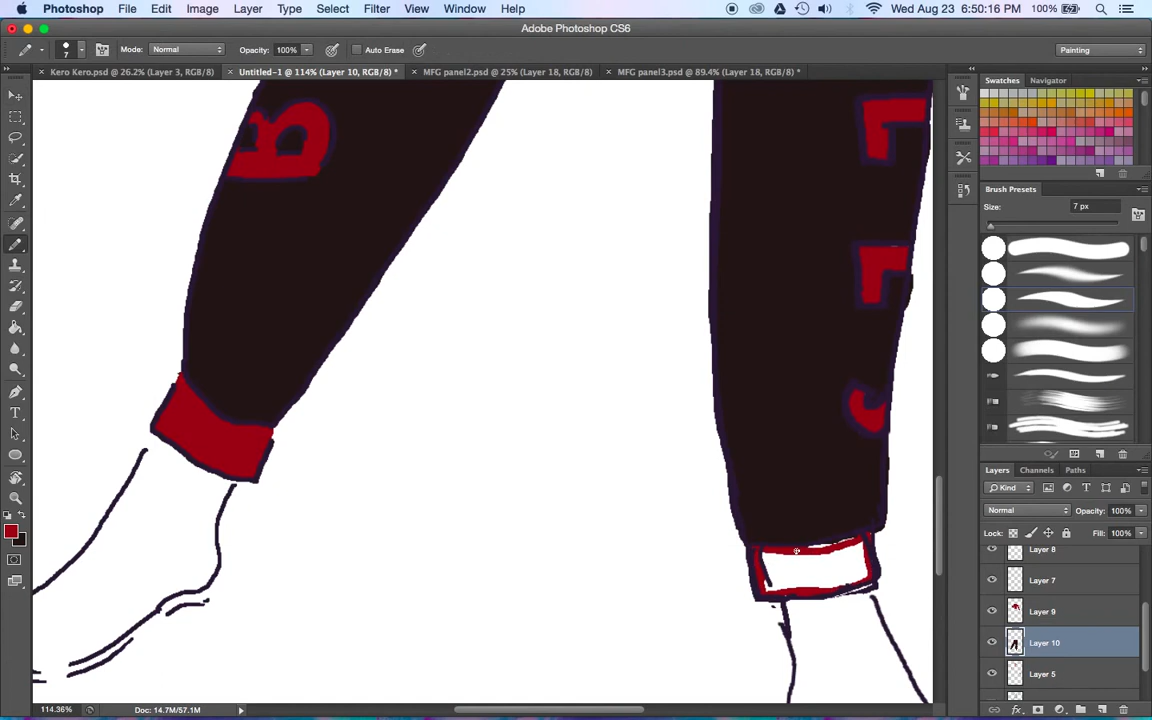 Photoshop File Edit Image Layer Type Select Filter View Window Help Wed Aug 23 6:50:16 PM 100%
Adobe Photoshop CS6
7 Mode: Normal Opacity: 100% Auto Erase Painting
Kero Kero.psd @ 26.2% (Layer 3, RGB/8) Untitled-1 @ 114% (Layer 10, RGB/8) * MFG panel2.psd @ 25% (Layer 18, RGB/8) MFG panel3.psd @ 89.4% (Layer 18, RGB/8) *
Swatches Navigator
B
L
L
J
Brush Presets
Size: 7 px
Layers Channels Paths
Kind
Normal Opacity: 100%
Lock: Fill: 100%
Layer 8
Layer 7
Layer 9
Layer 10
Layer 5
114.36% Doc: 14.7M/57.1M